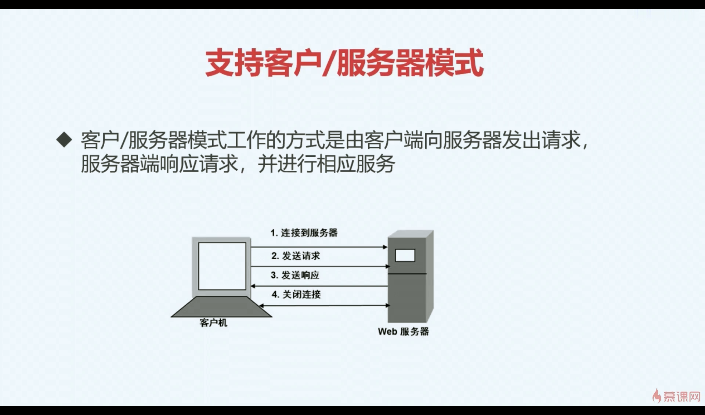 支持客户/服务器模式
◆ 客户/服务器模式工作的方式是由客户端向服务器发出请求，
服务器端响应请求，并进行相应服务
1. 连接到服务器
2. 发送请求
3. 发送响应
4. 关闭连接
客户机
Web 服务器
慕课网